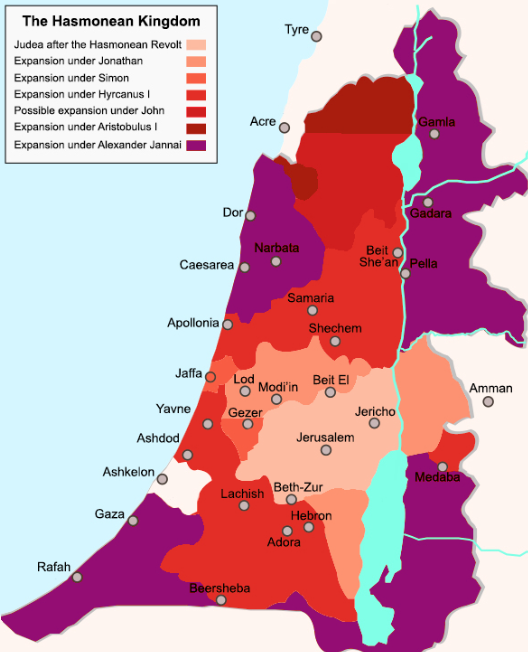 The Hasmonean Kingdom
Judea after the Hasmonean Revolt
Expansion under Jonathan
Expansion under Simon
Expansion under Hyrcanus I
Possible expansion under John
Expansion under Aristobulus I
Expansion under Alexander Jannai
Tyre
Acre
Gamla
Dor
Gadara
Narbata
Beit
She'an
Caesarea
Pella
Samaria
Apollonia
Shechem
Jaffa
Lod
Modi'in
Beit El
Amman
Yavne
Gezer
Jericho
Ashdod
Jerusalem
Ashkelon
Medaba
Lachish
Beth-Zur
Gaza
Hebron
Adora
Rafah
Beersheba